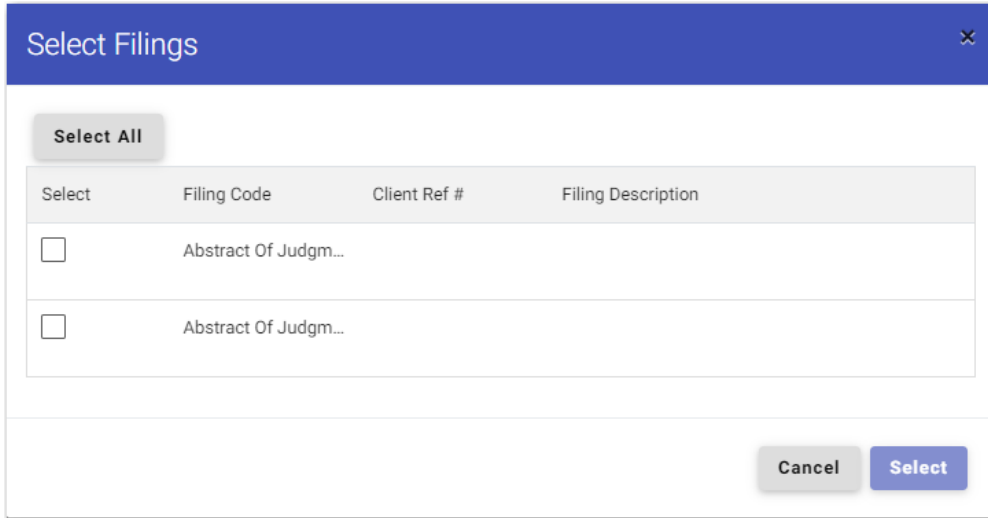 Select Filings ×
Select All
Select Filing Code Client Ref # Filing Description
Abstract Of Judgm...
Abstract Of Judgm...
Cancel Select